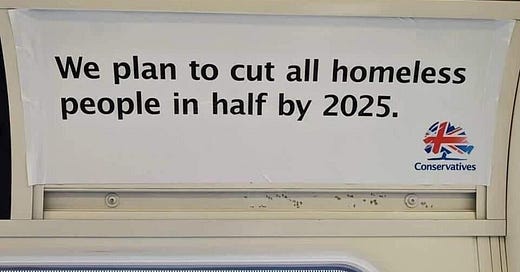 We plan to cut all homeless
people in half by 2025.
Conservatives